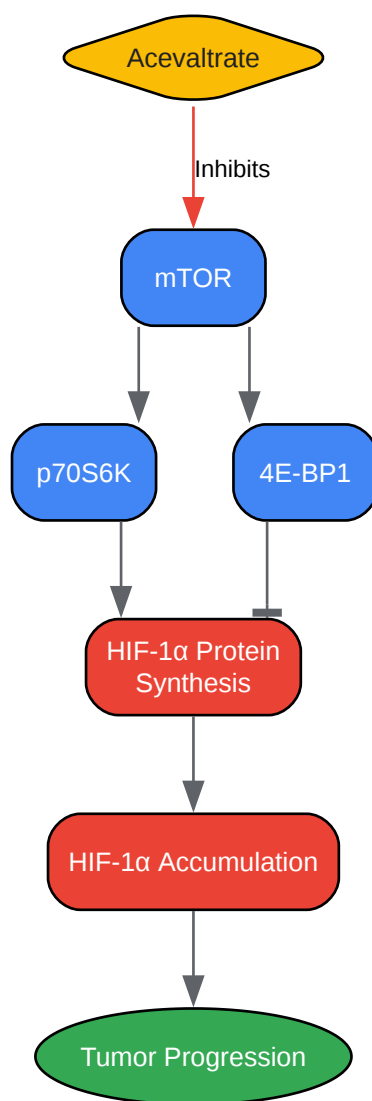 Acevaltrate
Inhibits
mTOR
p70S6K
4E-BP1
HIF-1α Protein
Synthesis
HIF-1α Accumulation
Tumor Progression